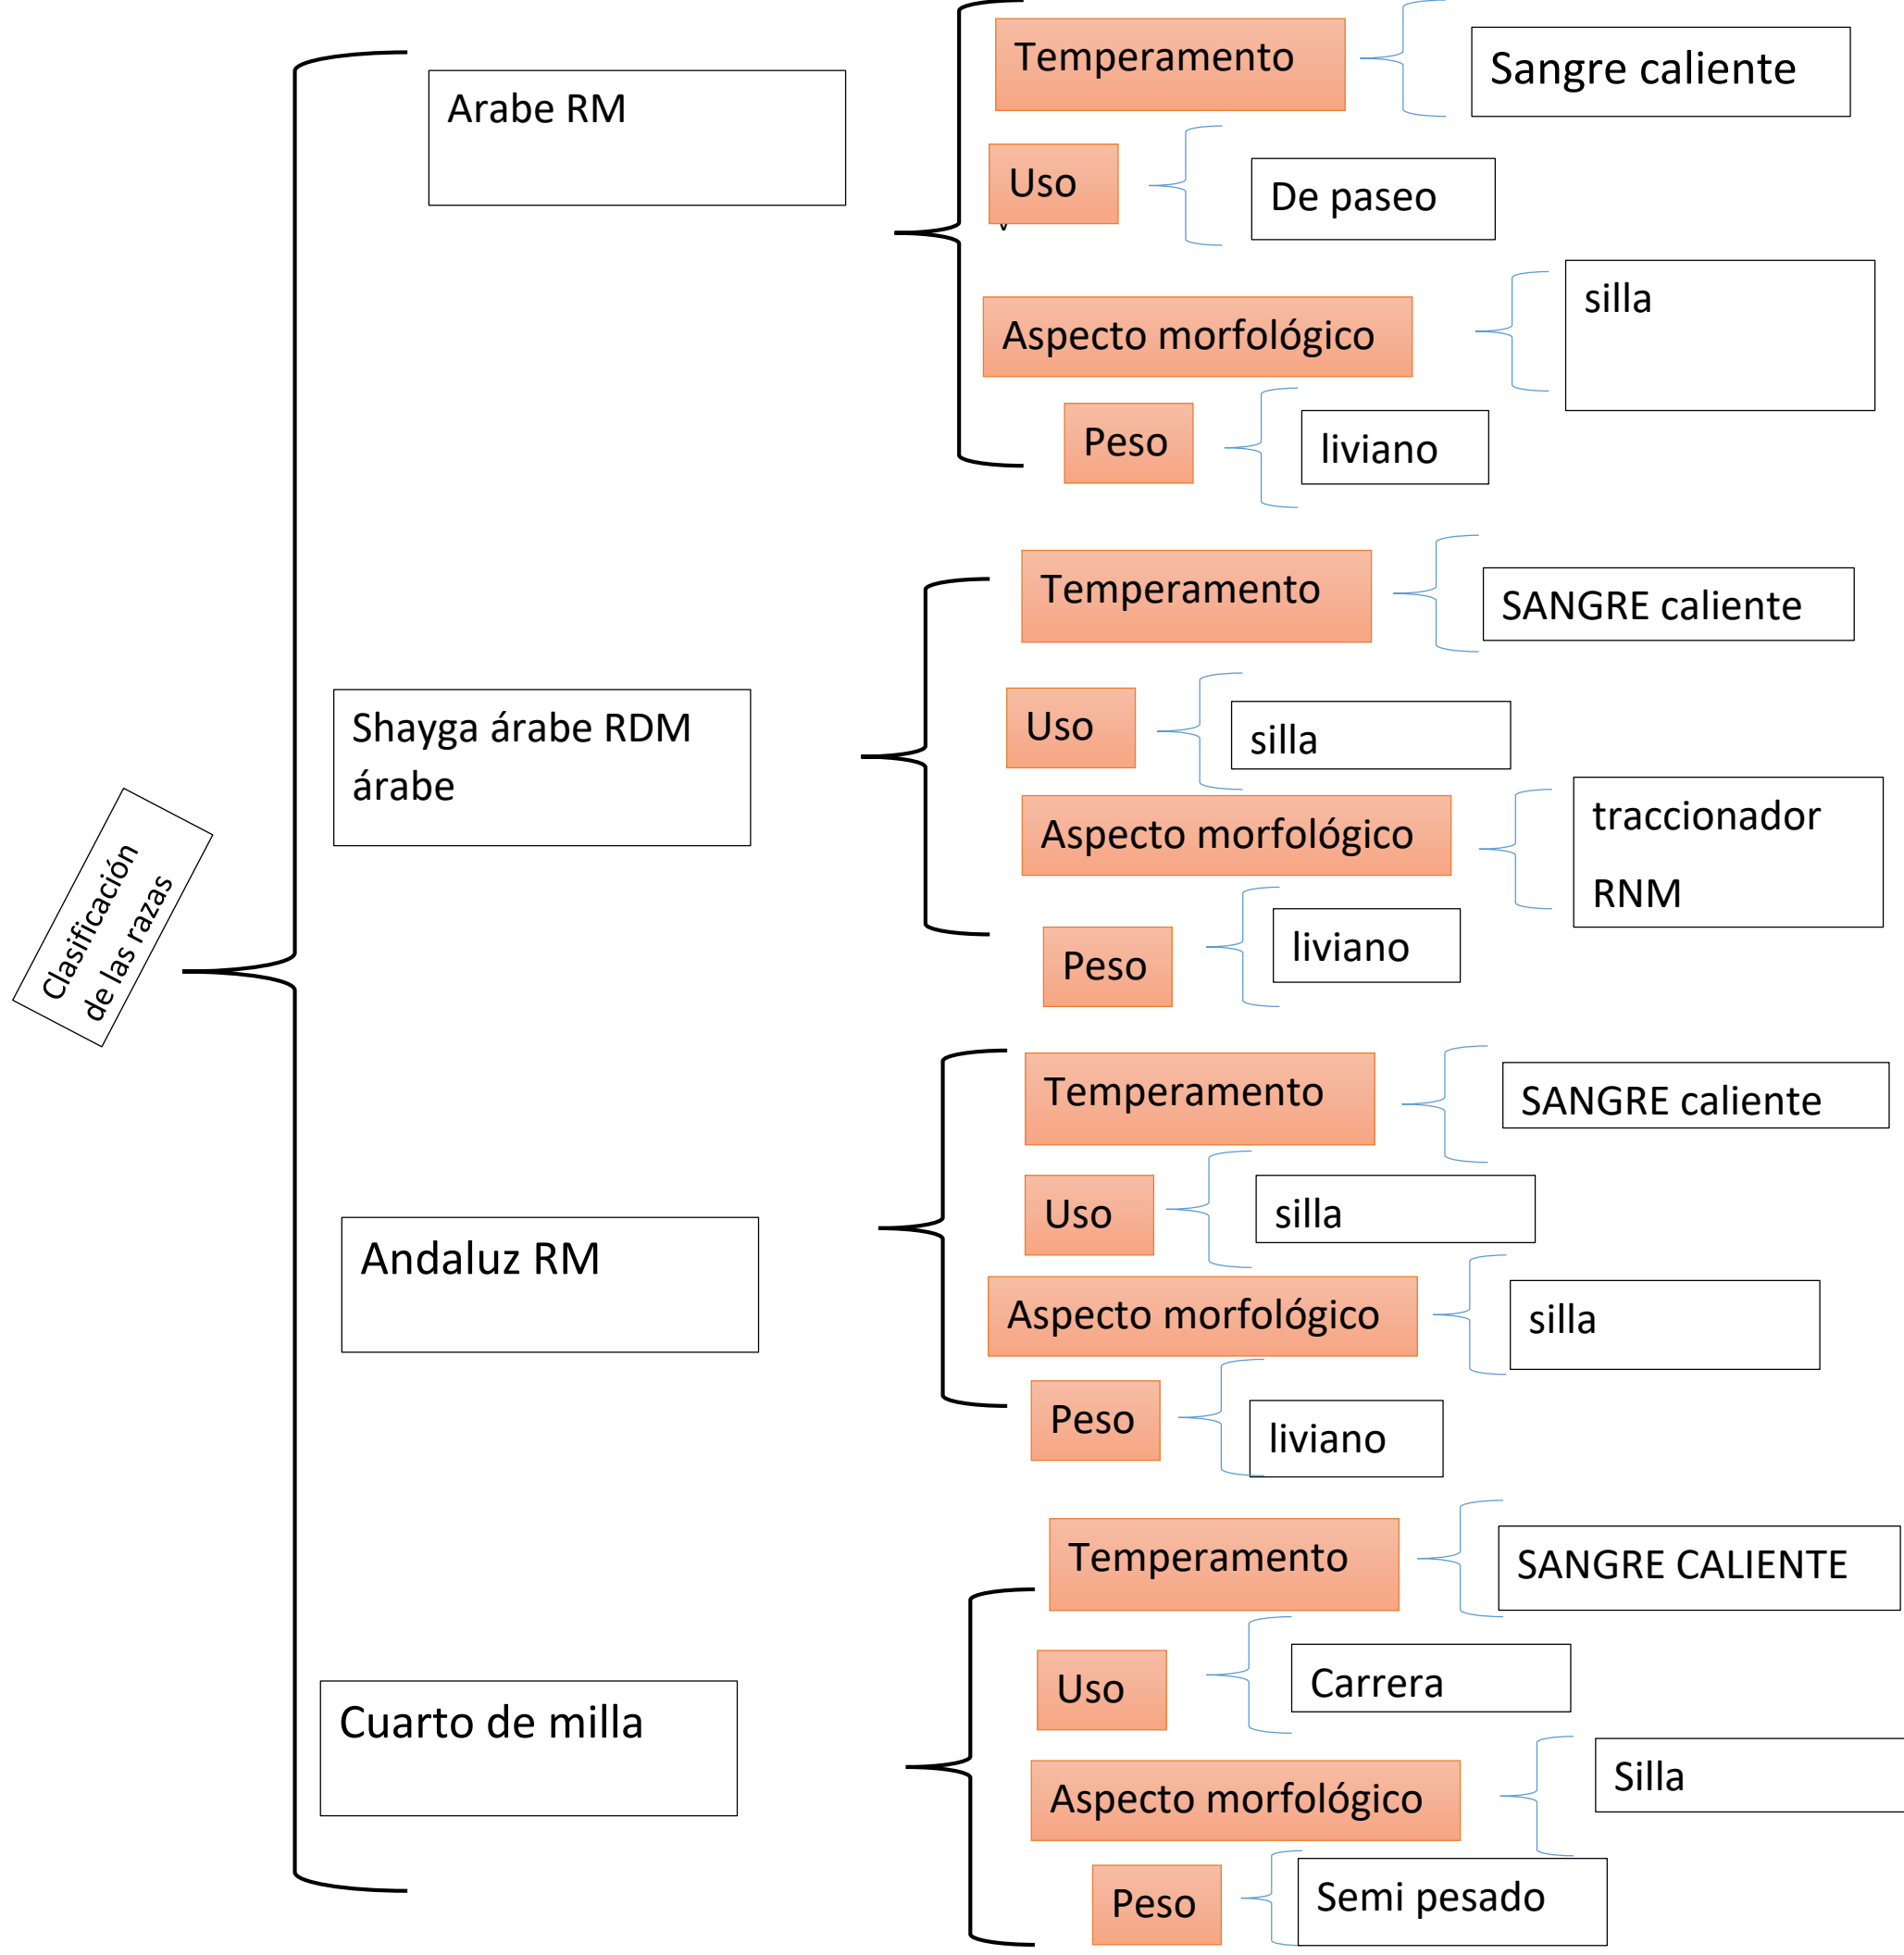 Clasificación
de las razas
Arabe RM
Temperamento
Sangre caliente
Uso
De paseo
Aspecto morfológico
silla
Peso
liviano
Shayga árabe RDM
árabe
Temperamento
SANGRE caliente
Uso
silla
Aspecto morfológico
traccionador
RNM
Peso
liviano
Andaluz RM
Temperamento
SANGRE caliente
Uso
silla
Aspecto morfológico
silla
Peso
liviano
Cuarto de milla
Temperamento
SANGRE CALIENTE
Uso
Carrera
Aspecto morfológico
Silla
Peso
Semi pesado